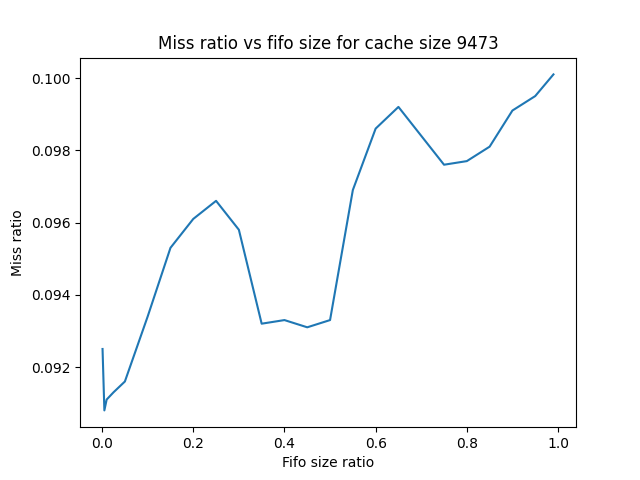 Miss ratio vs fifo size for cache size 9473
0.100
0.098
0.096
0.094
0.092
Miss ratio
0.0 0.2 0.4 0.6 0.8 1.0
Fifo size ratio